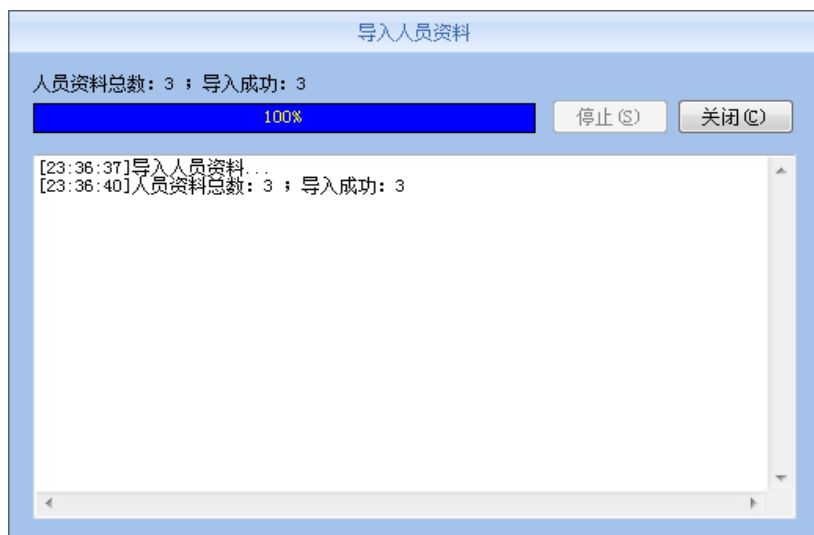 导入人员资料
人员资料总数: 3 ; 导入成功: 3
100%
停止(S)
关闭(C)
[23:36:37]导入人员资料...
[23:36:40]人员资料总数: 3 ; 导入成功: 3